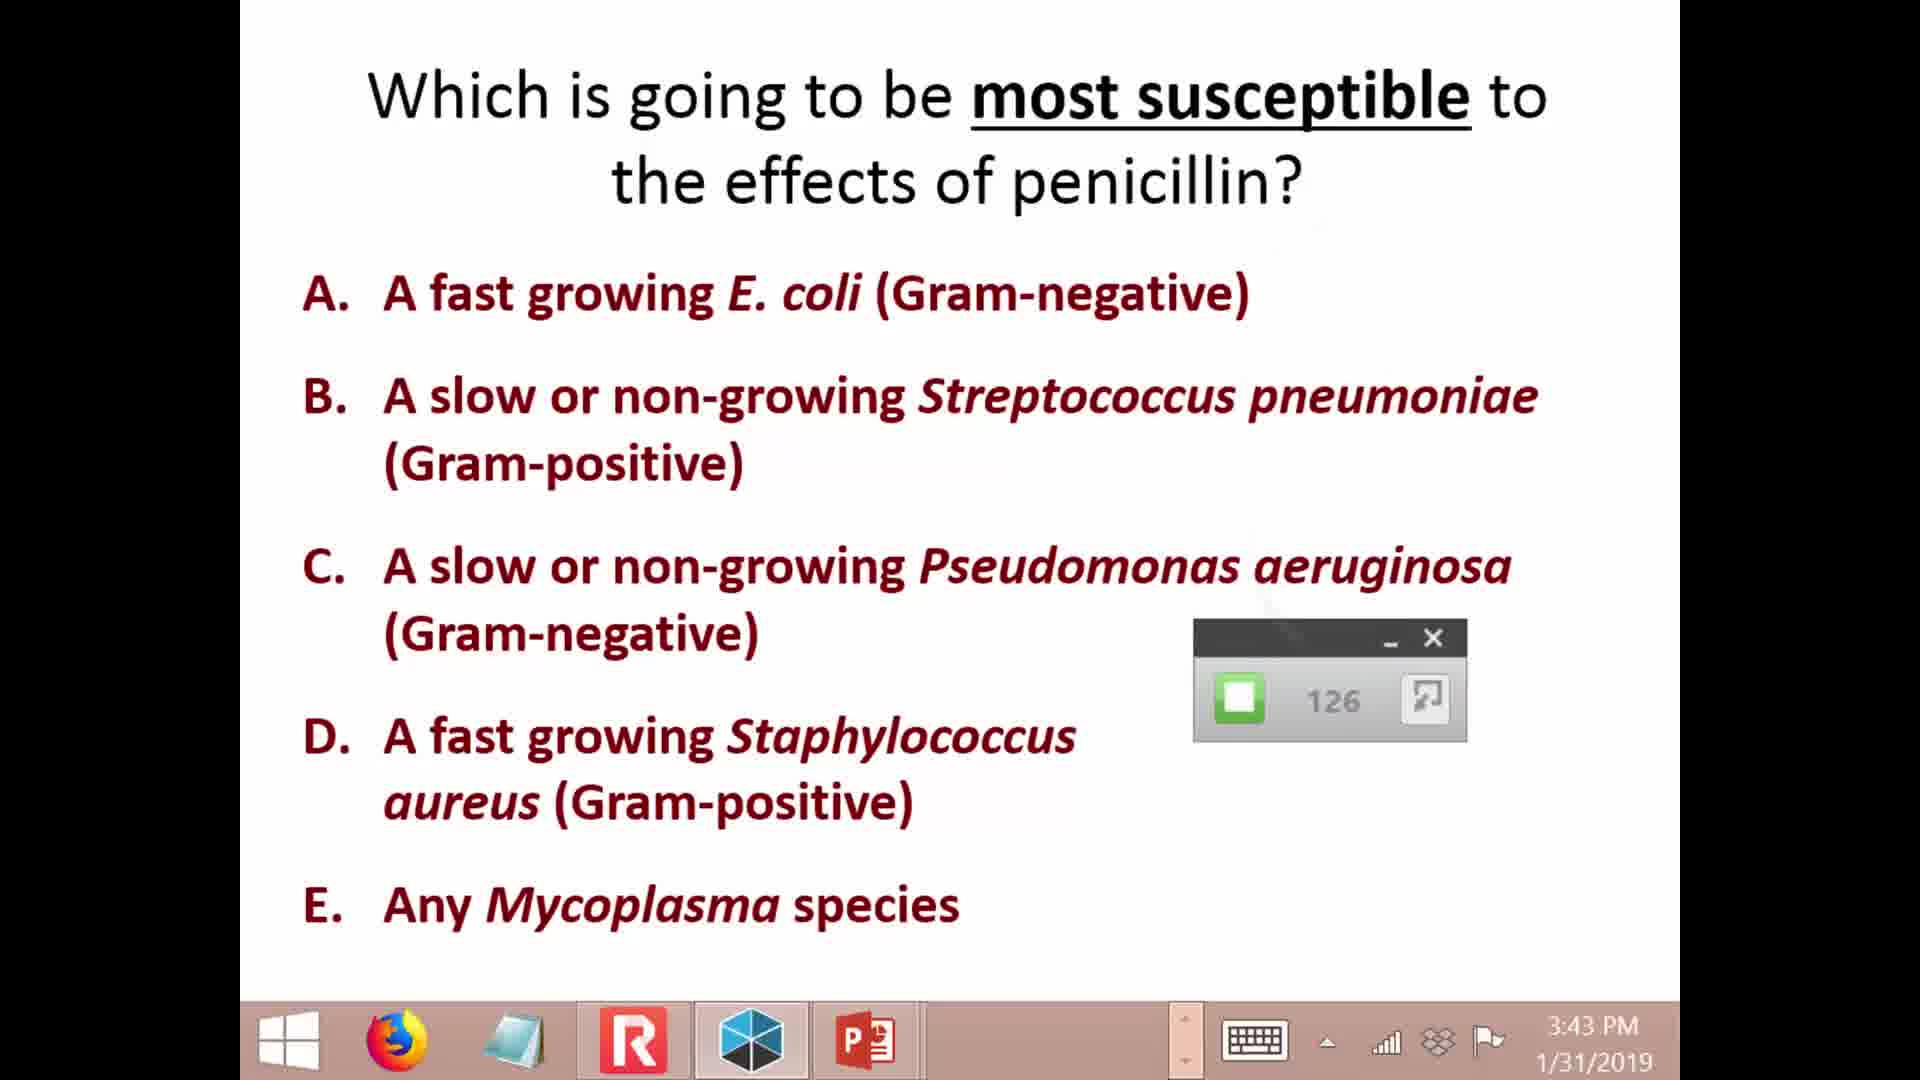 Which is going to be most susceptible to
the effects of penicillin?
A. A fast growing E. coli (Gram-negative)
B. A slow or non-growing Streptococcus pneumoniae
(Gram-positive)
C. A slow or non-growing Pseudomonas aeruginosa
(Gram-negative)
126
D. A fast growing Staphylococcus
aureus (Gram-positive)
E. Any Mycoplasma species
3:43 PM
1/31/2019